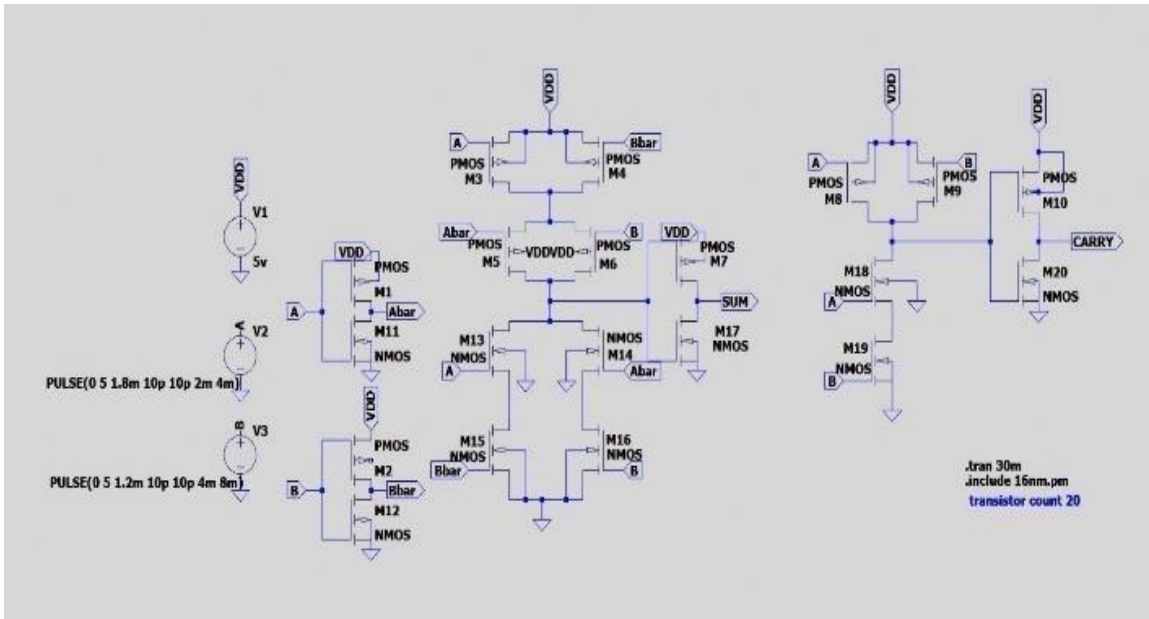 VDD
V1
5v
A
V2
PULSE(0 5 1.8m 10p 10p 2m 4m)
B
V3
PULSE(0 5 1.2m 10p 10p 4m 8m)
VDD
PMOS
M1
A
Abar
M11
NMOS
VDD
PMOS
M2
B
Bbar
M12
NMOS
VDD
A
Bbar
PMOS
PMOS
M3
M4
Abar
B
PMOS
VDDVDD
PMOS
M5
M6
VDD
PMOS
M7
SUM
M13
NMOS
NMOS
M14
A
Abar
M17
NMOS
M15
M16
NMOS
NMOS
Bbar
B
VDD
A
B
PMOS
PMOS
M8
M9
VDD
PMOS
M10
CARRY
M18
NMOS
M20
NMOS
A
M19
NMOS
B
.tran 30m
.include 16nm.pm
transistor count 20